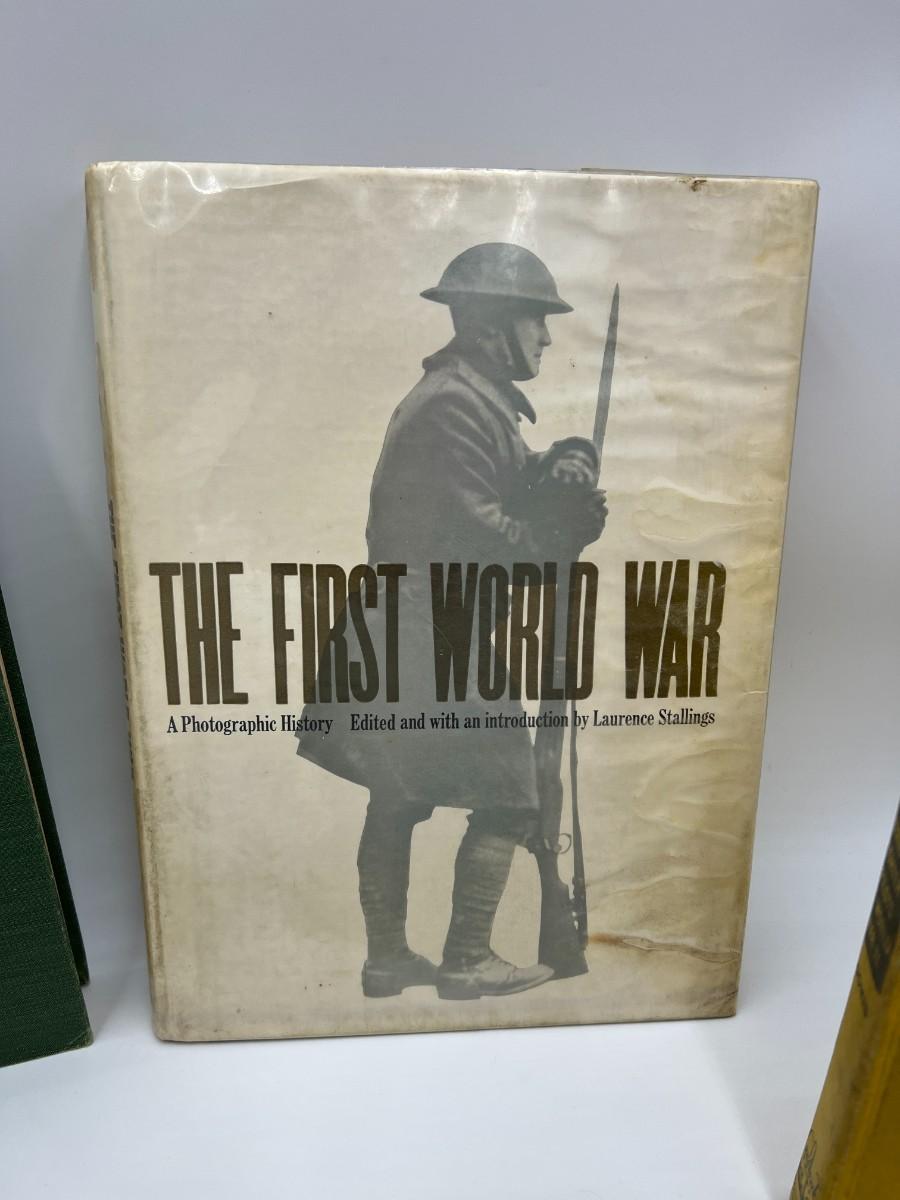 THE FIRST WORLD WAR
A Photographic History Edited and with an introduction by Laurence Stallings